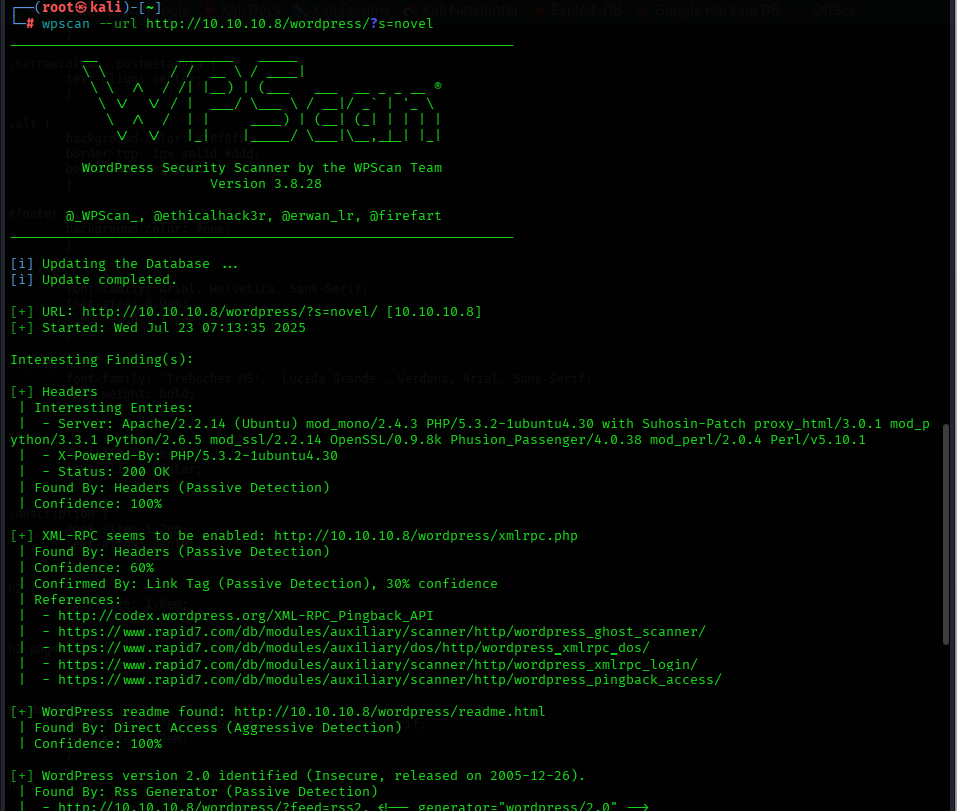 ┌──(root㉿kali)-[~]
└─# wpscan --url http://10.10.10.8/wordpress/?s=novel
WPScan ®
WordPress Security Scanner by the WPScan Team
Version 3.8.28
@_WPScan_, @ethicalhack3r, @erwan_lr, @firefart
[i] Updating the Database ...
[i] Update completed.
[+] URL: http://10.10.10.8/wordpress/?s=novel/ [10.10.10.8]
[+] Started: Wed Jul 23 07:13:35 2025
Interesting Finding(s):
[+] Headers
| Interesting Entries:
|  - Server: Apache/2.2.14 (Ubuntu) mod_mono/2.4.3 PHP/5.3.2-1ubuntu4.30 with Suhosin-Patch proxy_html/3.0.1 mod_p
ython/3.3.1 Python/2.6.5 mod_ssl/2.2.14 OpenSSL/0.9.8k Phusion_Passenger/4.0.38 mod_perl/2.0.4 Perl/v5.10.1
|  - X-Powered-By: PHP/5.3.2-1ubuntu4.30
|  - Status: 200 OK
| Found By: Headers (Passive Detection)
| Confidence: 100%
[+] XML-RPC seems to be enabled: http://10.10.10.8/wordpress/xmlrpc.php
| Found By: Headers (Passive Detection)
| Confidence: 60%
| Confirmed By: Link Tag (Passive Detection), 30% confidence
| References:
|  - http://codex.wordpress.org/XML-RPC_Pingback_API
|  - https://www.rapid7.com/db/modules/auxiliary/scanner/http/wordpress_ghost_scanner/
|  - https://www.rapid7.com/db/modules/auxiliary/dos/http/wordpress_xmlrpc_dos/
|  - https://www.rapid7.com/db/modules/auxiliary/scanner/http/wordpress_xmlrpc_login/
|  - https://www.rapid7.com/db/modules/auxiliary/scanner/http/wordpress_pingback_access/
[+] WordPress readme found: http://10.10.10.8/wordpress/readme.html
| Found By: Direct Access (Aggressive Detection)
| Confidence: 100%
[+] WordPress version 2.0 identified (Insecure, released on 2005-12-26).
| Found By: Rss Generator (Passive Detection)
|  - http://10.10.10.8/wordpress/?feed=rss2, <!-- generator="wordpress/2.0" -->